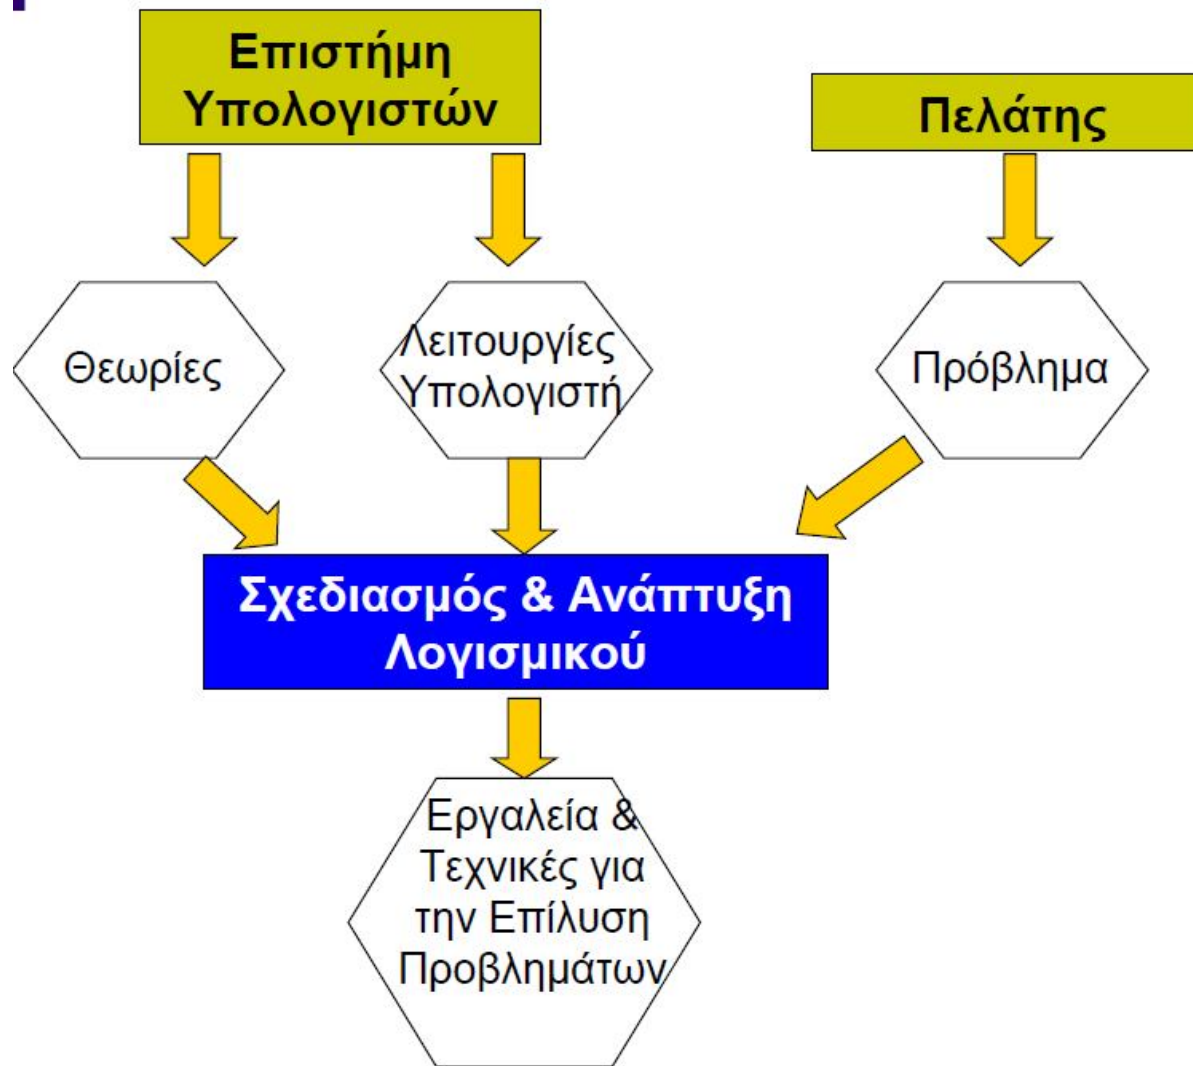 Επιστήμη
Υπολογιστών
Πελάτης
Θεωρίες
Λειτουργίες
Υπολογιστή
Πρόβλημα
Σχεδιασμός & Ανάπτυξη
Λογισμικού
Εργαλεία &
Τεχνικές για
την Επίλυση
Προβλημάτων